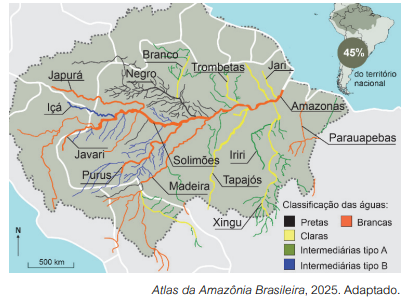 Branco
Trombetas
Jari
Japurá
Negro
45%
do território
nacional
Içá
Amazonas
Parauapebas
Javari
Solimões
Iriri
Purus
Madeira
Tapajós
Xingu
Classificação das águas:
Pretas
Brancas
Claras
Intermediárias tipo A
Intermediárias tipo B
N
500 km
Atlas da Amazônia Brasileira, 2025. Adaptado.